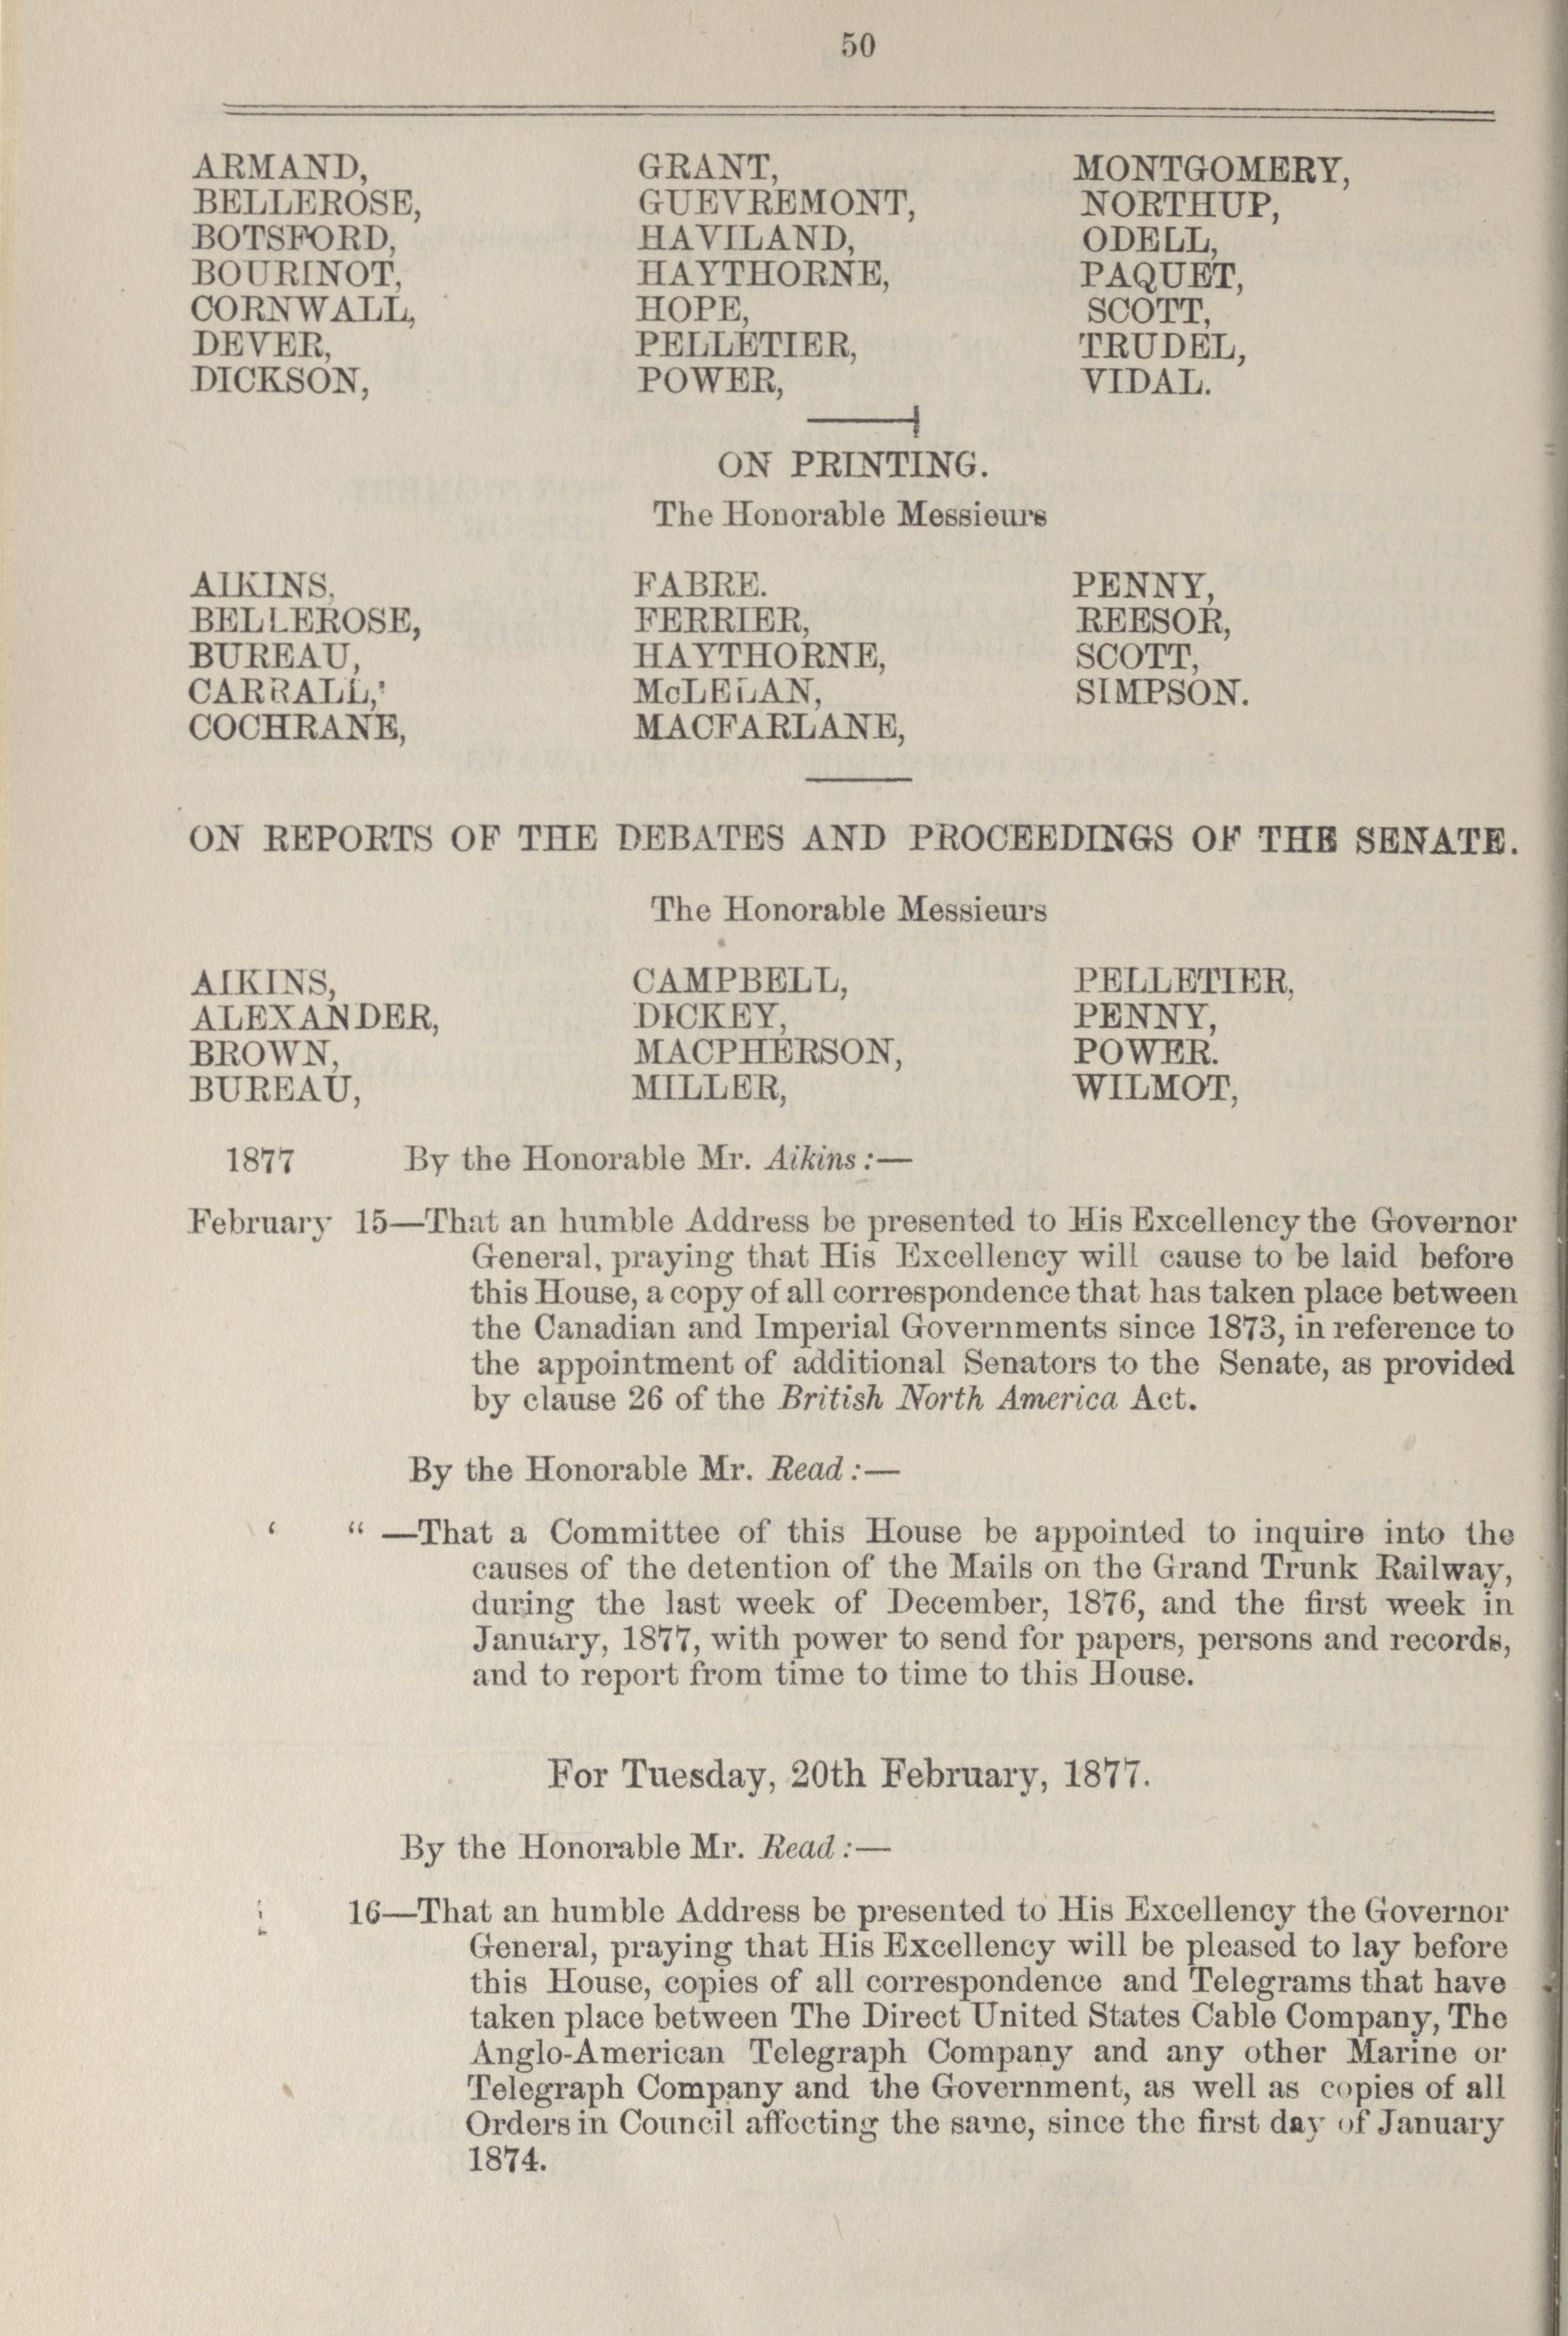 50
ARMAND, GRANT, MONTGOMERY,
BELLEROSE, GUEVREMONT, NORTHUP,
BOTSFORD, HAVILAND, ODELL,
BOURINOT, HAYTHORNE, PAQUET,
CORNWALL, HOPE, SCOTT,
DEVER, PELLETIER, TRUDEL,
DICKSON, POWER, VIDAL.
ON PRINTING.
The Honorable Messieurs
AIKINS, FABRE. PENNY,
BELLEROSE, FERRIER, REESOR,
BUREAU, HAYTHORNE, SCOTT,
CARRALL,' McLELAN, SIMPSON.
COCHRANE, MACFARLANE,
ON REPORTS OF THE DEBATES AND PROCEEDINGS OF THE SENATE.
The Honorable Messieurs
AIKINS, CAMPBELL, PELLETIER,
ALEXANDER, DICKEY, PENNY,
BROWN, MACPHERSON, POWER.
BUREAU, MILLER, WILMOT,
1877 By the Honorable Mr. Aikins:—
February 15—That an humble Address be presented to His Excellency the Governor
General, praying that His Excellency will cause to be laid before
this House, a copy of all correspondence that has taken place between
the Canadian and Imperial Governments since 1873, in reference to
the appointment of additional Senators to the Senate, as provided
by clause 26 of the British North America Act.
By the Honorable Mr. Read:—
‘ “ —That a Committee of this House be appointed to inquire into the
causes of the detention of the Mails on the Grand Trunk Railway,
during the last week of December, 1876, and the first week in
January, 1877, with power to send for papers, persons and records,
and to report from time to time to this House.
For Tuesday, 20th February, 1877.
By the Honorable Mr. Read:—
16—That an humble Address be presented to His Excellency the Governor
General, praying that His Excellency will be pleased to lay before
this House, copies of all correspondence and Telegrams that have
taken place between The Direct United States Cable Company, The
Anglo-American Telegraph Company and any other Marine or
Telegraph Company and the Government, as well as copies of all
Orders in Council affecting the same, since the first day of January
1874.